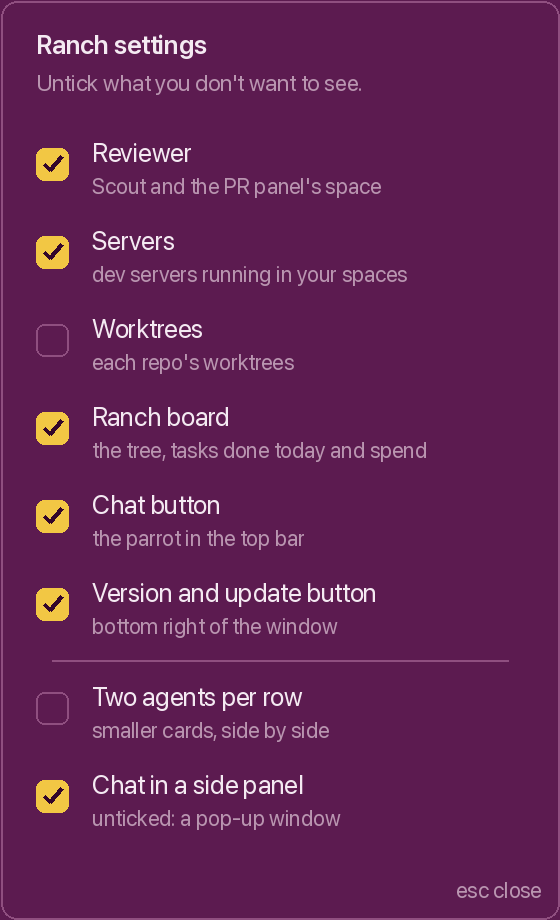 Ranch settings
Untick what you don't want to see.
Reviewer
Scout and the PR panel's space
Servers
dev servers running in your spaces
Worktrees
each repo's worktrees
Ranch board
the tree, tasks done today and spend
Chat button
the parrot in the top bar
Version and update button
bottom right of the window
Two agents per row
smaller cards, side by side
Chat in a side panel
unticked: a pop-up window
esc close